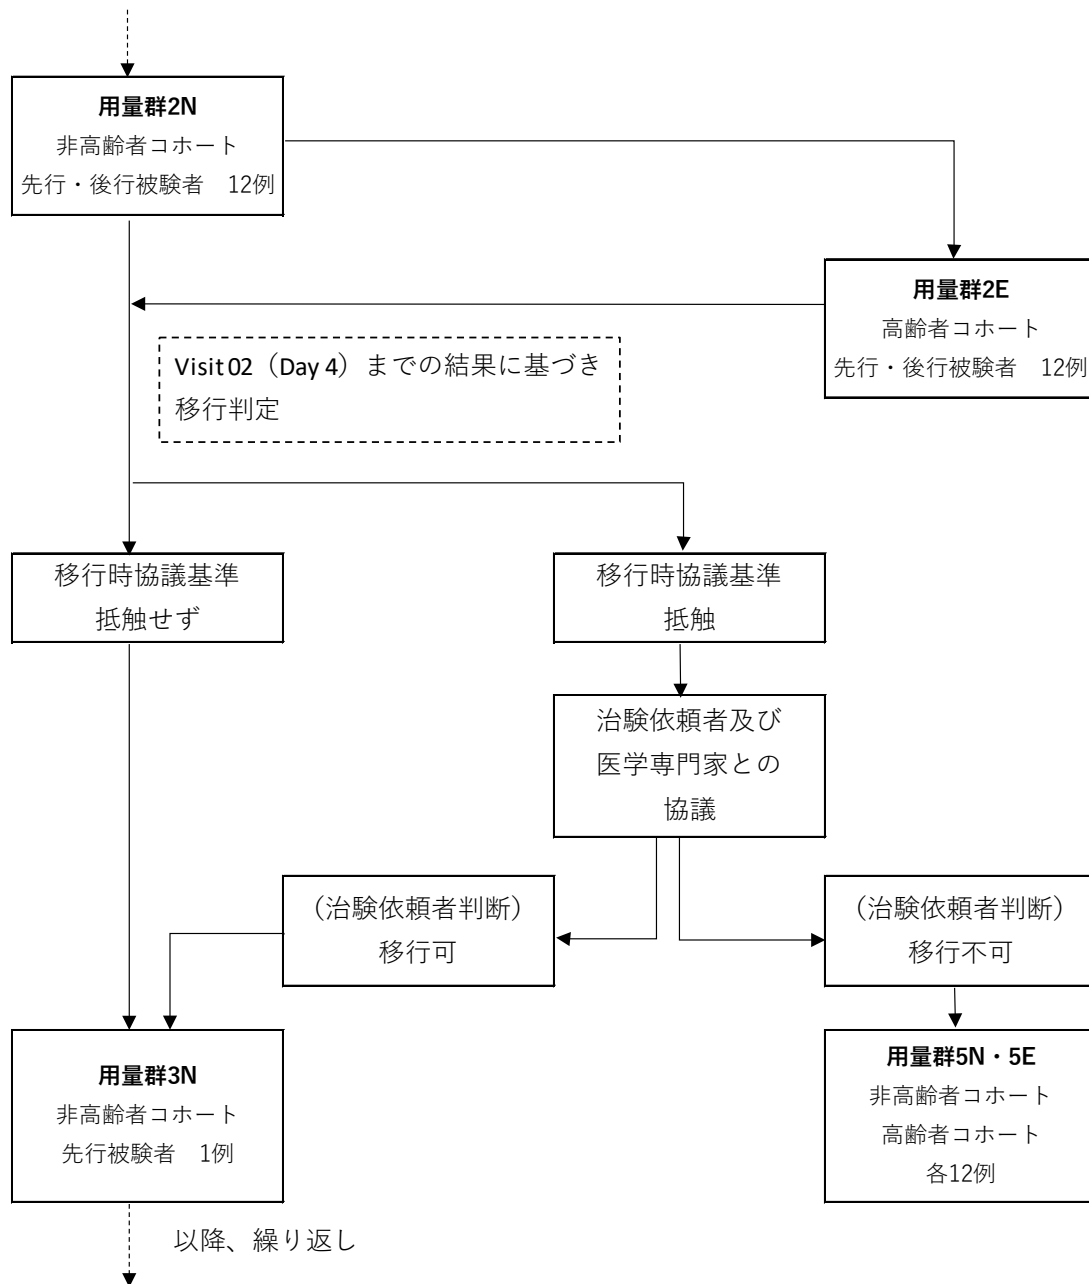 用量群2N
非高齢者コホート
先行・後行被験者　12例
用量群2E
高齢者コホート
先行・後行被験者　12例
Visit 02（Day 4）までの結果に基づき
移行判定
移行時協議基準
抵触せず
移行時協議基準
抵触
治験依頼者及び
医学専門家との
協議
（治験依頼者判断）
移行可
（治験依頼者判断）
移行不可
用量群3N
非高齢者コホート
先行被験者　1例
用量群5N・5E
非高齢者コホート
高齢者コホート
各12例
以降、繰り返し